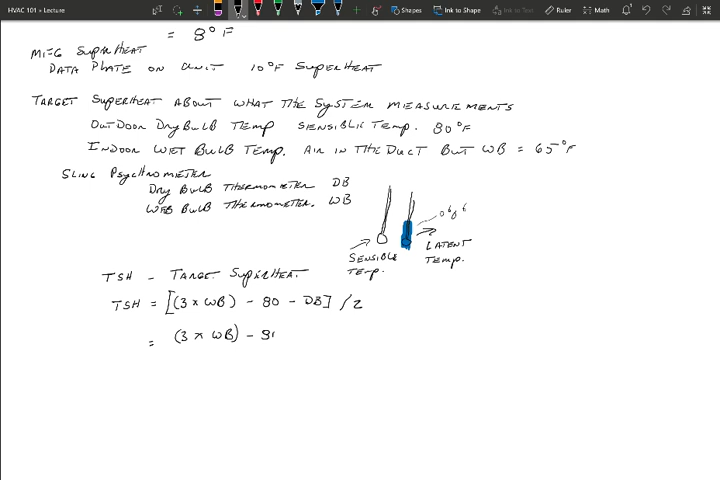 HVAC 101 » Lecture
Shapes Ink to Shape Ink to Text Ruler Math
= 8° F
MFG SUPERHEAT
DATA PLATE ON UNIT 10°F SUPERHEAT
TARGET SUPERHEAT ABOUT WHAT THE SYSTEM MEASUREMENTS
OUTDOOR DRY BULB TEMP SENSIBLE TEMP. 80°F
INDOOR WET BULB TEMP. AIR IN THE DUCT BUT WB = 65°F
SLING PSYCHROMETER
DRY BULB THERMOMETER DB
WEB BULB THERMOMETER. WB
SENSIBLE TEMP.
LATENT TEMP.
TSH - TARGET SUPERHEAT
TSH = [(3 x WB) - 80 - DB] / 2
= (3 x WB) -